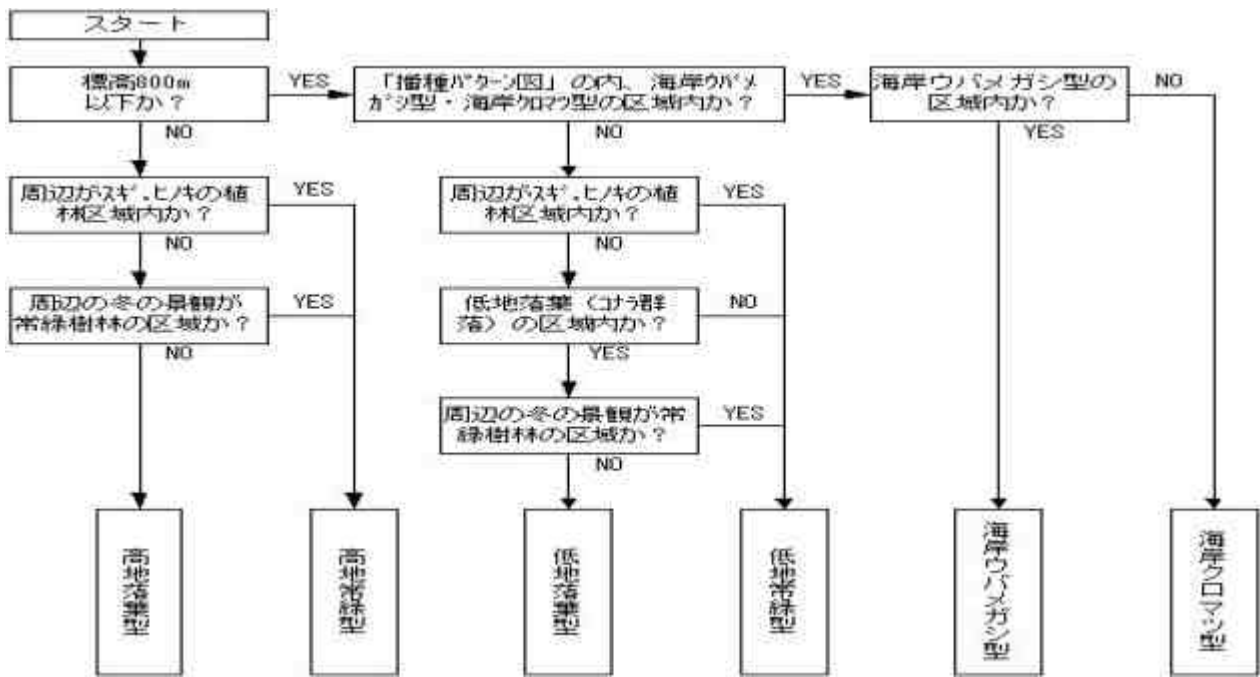 スタート
標高800m
以下か？
YES
「播種ﾊﾟﾀｰﾝ図」の内、海岸ｳﾊﾞﾒ
ｶﾞｼ型・海岸ｸﾛﾏﾂ型の区域内か？
YES
海岸ウバメガシ型の
区域内か？
NO
NO
NO
YES
周辺がｽｷﾞ、ヒノキの植
林区域内か？
YES
周辺がｽｷﾞ、ヒノキの植
林区域内か？
YES
NO
NO
周辺の冬の景観が
常緑樹林の区域か？
YES
低地落葉（ｺﾅﾗ群
落）の区域内か？
NO
NO
YES
周辺の冬の景観が常
緑樹林の区域か？
YES
NO
高地落葉型
高地常緑型
低地落葉型
低地常緑型
海岸ウバメガシ型
海岸クロマツ型